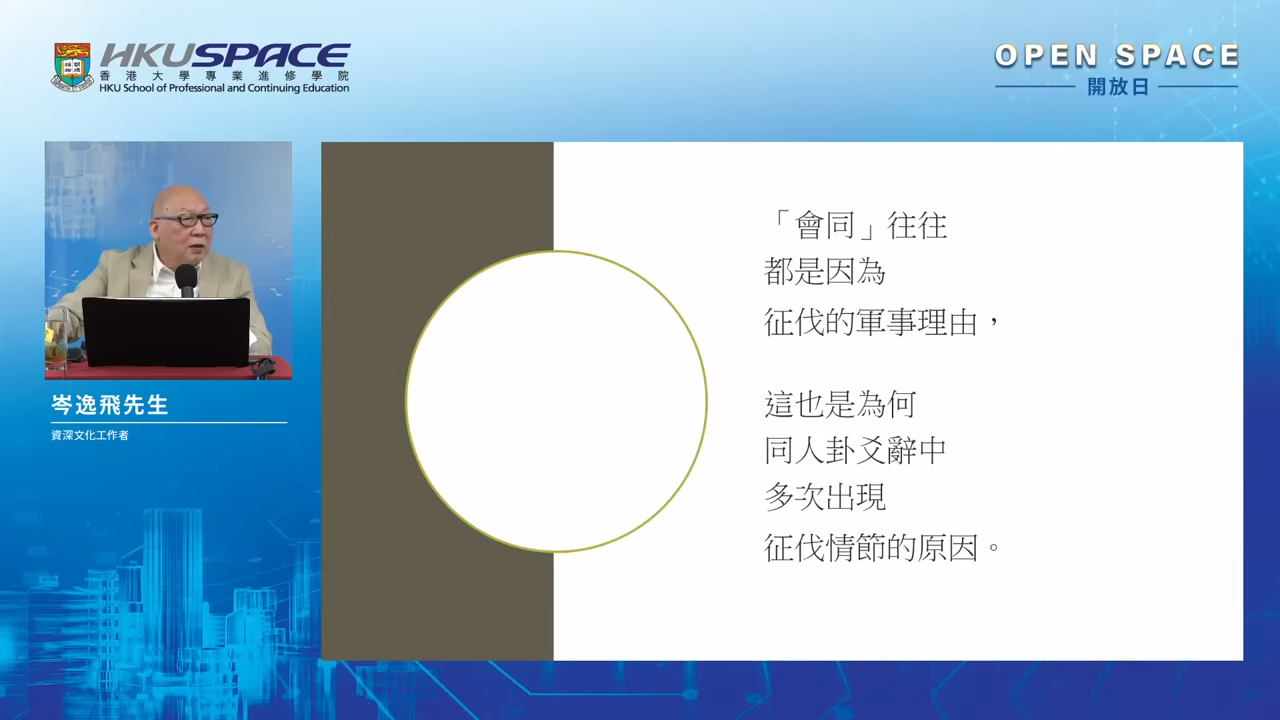 HKUSPACE
香港大學專業進修學院
HKU School of Professional and Continuing Education
OPEN SPACE
開放日
岑逸飛先生
資深文化工作者
「會同」往往
都是因為
征伐的軍事理由，
這也是為何
同人卦爻辭中
多次出現
征伐情節的原因。